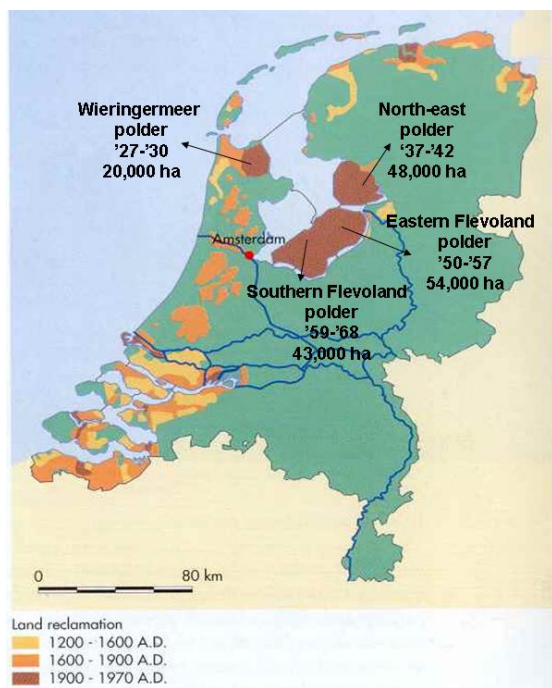 Wieringermeer
polder
'27-'30
20,000 ha
North-east
polder
'37-'42
48,000 ha
Amsterdam
Eastern Flevoland
polder
'50-'57
54,000 ha
Southern Flevoland
polder
'59-'68
43,000 ha
0 80 km
Land reclamation
1200 - 1600 A.D.
1600 - 1900 A.D.
1900 - 1970 A.D.